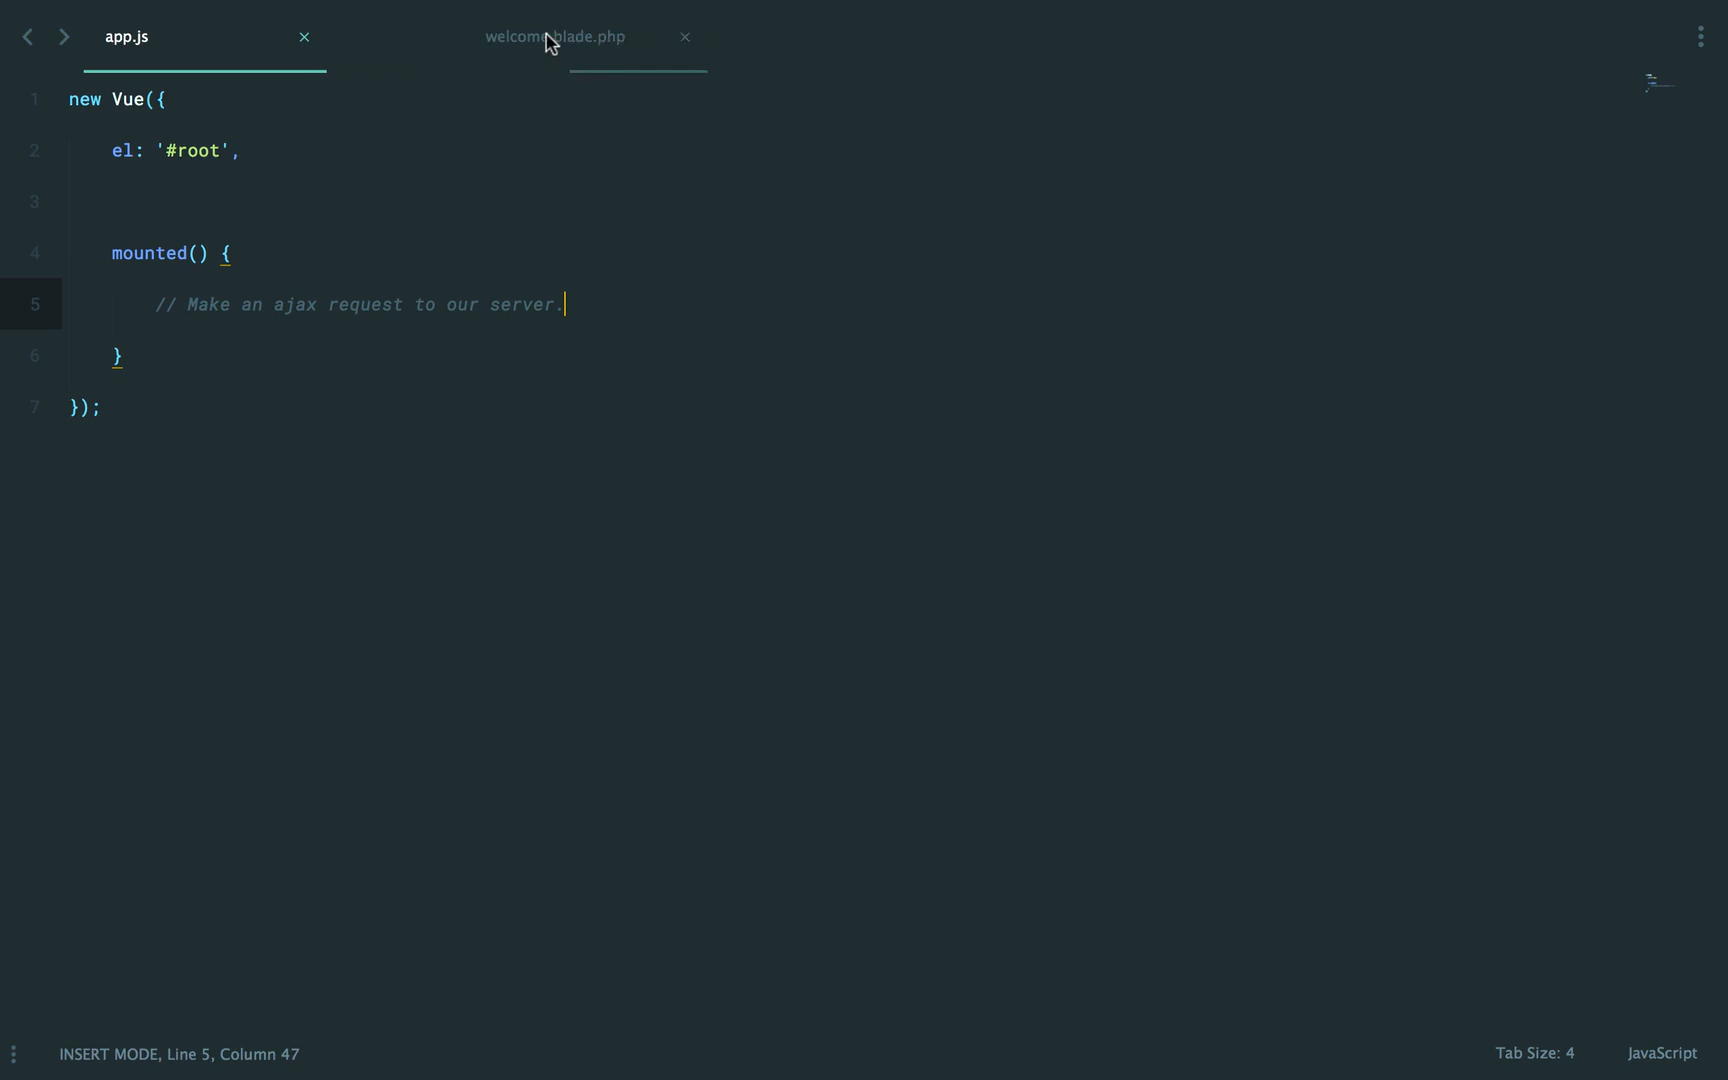 app.js × welcome.blade.php ×
1 new Vue({
2 el: '#root',
3
4 mounted() {
5 // Make an ajax request to our server.
6 }
7 });
INSERT MODE, Line 5, Column 47 Tab Size: 4 JavaScript